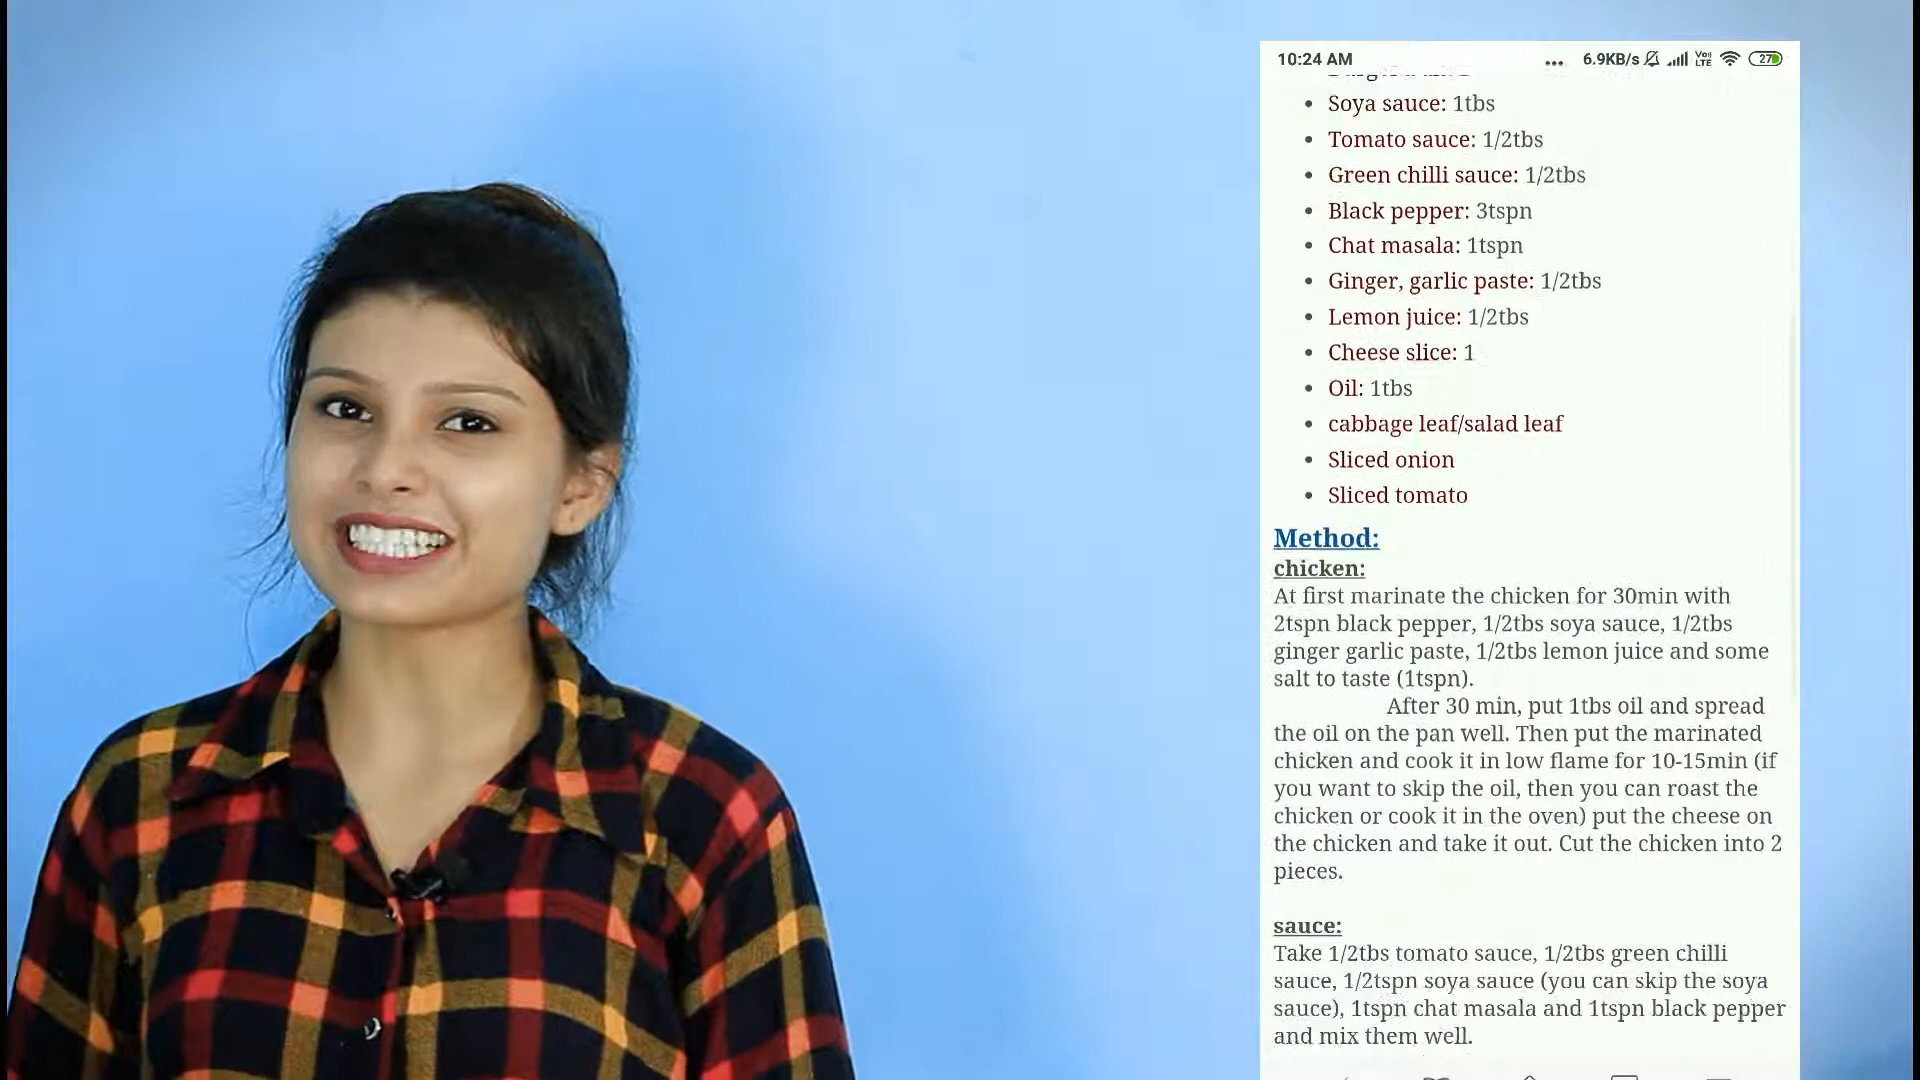 10:24 AM ... 6.9KB/s VoLTE 27
• Soya sauce: 1tbs
• Tomato sauce: 1/2tbs
• Green chilli sauce: 1/2tbs
• Black pepper: 3tspn
• Chat masala: 1tspn
• Ginger, garlic paste: 1/2tbs
• Lemon juice: 1/2tbs
• Cheese slice: 1
• Oil: 1tbs
• cabbage leaf/salad leaf
• Sliced onion
• Sliced tomato
Method:
chicken:
At first marinate the chicken for 30min with
2tspn black pepper, 1/2tbs soya sauce, 1/2tbs
ginger garlic paste, 1/2tbs lemon juice and some
salt to taste (1tspn).
After 30 min, put 1tbs oil and spread
the oil on the pan well. Then put the marinated
chicken and cook it in low flame for 10-15min (if
you want to skip the oil, then you can roast the
chicken or cook it in the oven) put the cheese on
the chicken and take it out. Cut the chicken into 2
pieces.
sauce:
Take 1/2tbs tomato sauce, 1/2tbs green chilli
sauce, 1/2tspn soya sauce (you can skip the soya
sauce), 1tspn chat masala and 1tspn black pepper
and mix them well.